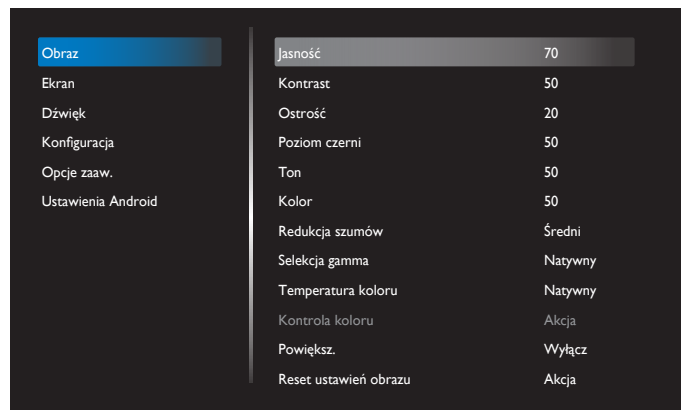 Obraz
Ekran
Dźwięk
Konfiguracja
Opcje zaaw.
Ustawienia Android
Jasność 70
Kontrast 50
Ostrość 20
Poziom czerni 50
Ton 50
Kolor 50
Redukcja szumów Średni
Selekcja gamma Natywny
Temperatura koloru Natywny
Kontrola koloru Akcja
Powiększ. Wyłącz
Reset ustawień obrazu Akcja